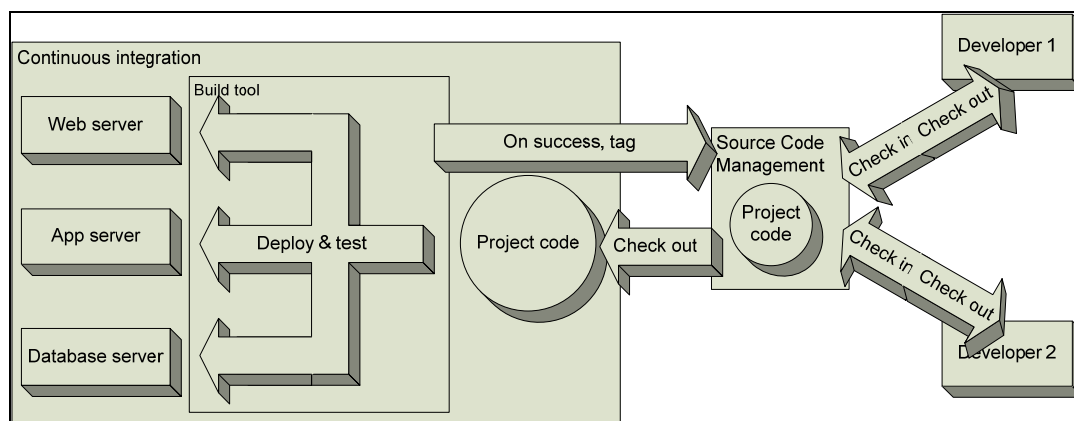 Continuous integration
Build tool
Web server
App server
Database server
Deploy & test
On success, tag
Project code
Check out
Source Code
Management
Project
code
Check in
Check out
Developer 1
Check in
Check out
Developer 2